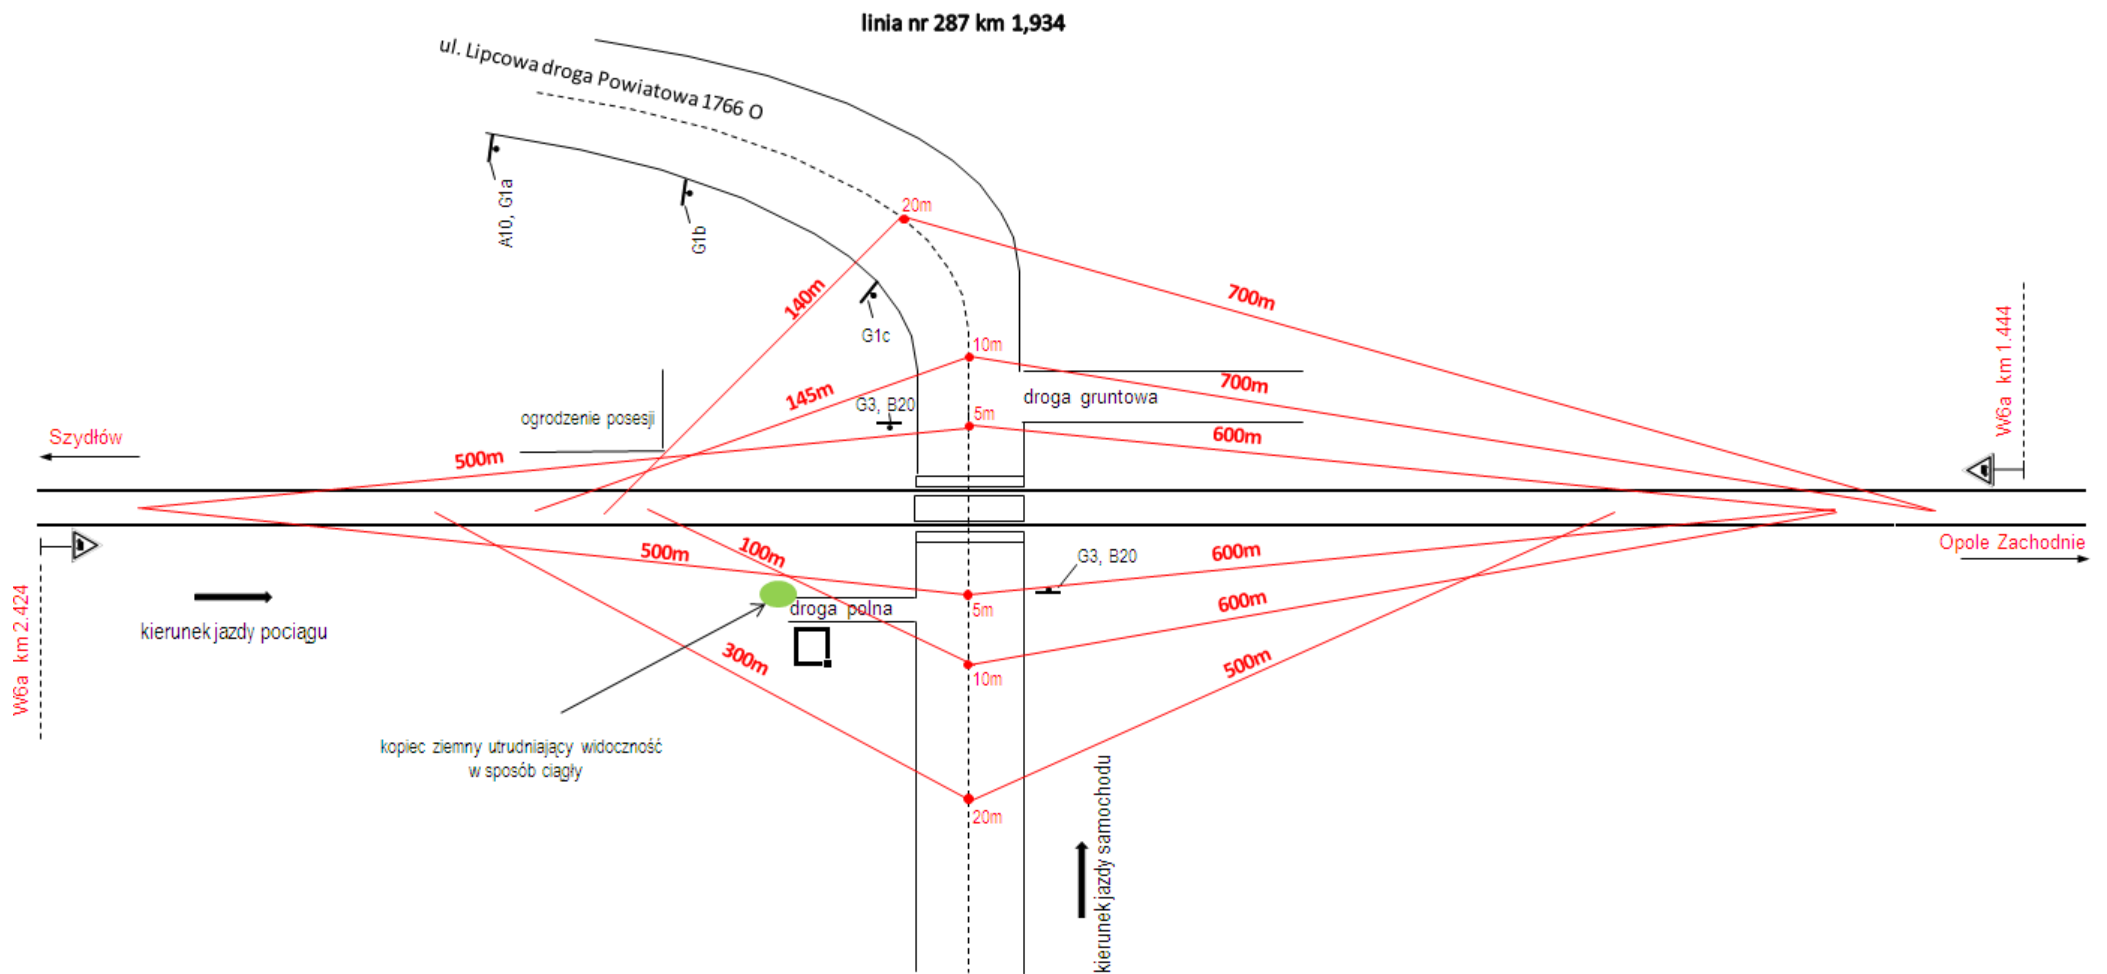 linia nr 287 km 1,934
ul. Lipcowa droga Powiatowa 1766 O
A10, G1a
G1b
20m
140m
700m
G1c
10m
W6a km 1.444
145m
700m
ogrodzenie posesji
G3, B20
5m
droga gruntowa
Szydłów
500m
600m
500m
100m
600m
G3, B20
Opole Zachodnie
W6a km 2.424
droga polna
5m
600m
kierunek jazdy pociągu
300m
10m
500m
kopiec ziemny utrudniający widoczność
w sposób ciągły
20m
kierunek jazdy samochodu